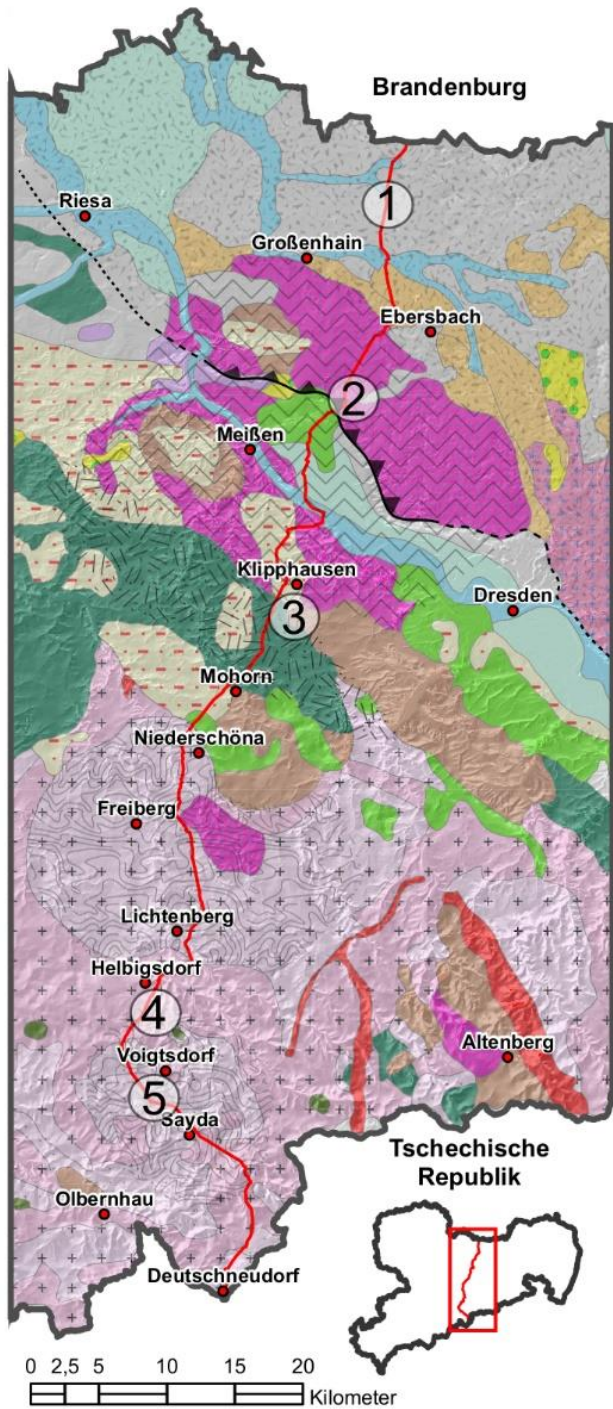 Brandenburg
Riesa
1
Großenhain
Ebersbach
2
Meißen
Klipphausen
Dresden
3
Mohorn
Niederschöna
Freiberg
Lichtenberg
Helbigsdorf
4
Altenberg
Voigtsdorf
5
Sayda
Tschechische
Republik
Olbernhau
Deutschneudorf
0 2,5 5 10 15 20
Kilometer